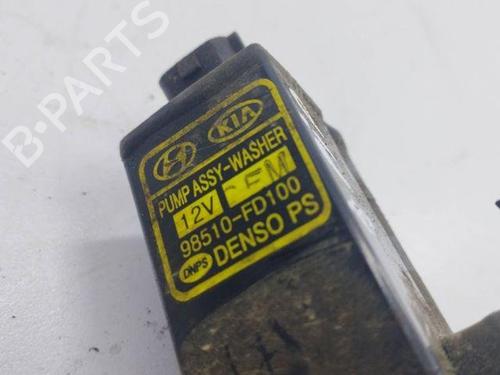 B-PARTS
KIA
PUMP ASSY-WASHER
12V
98510-FD100
DNPS DENSO PS